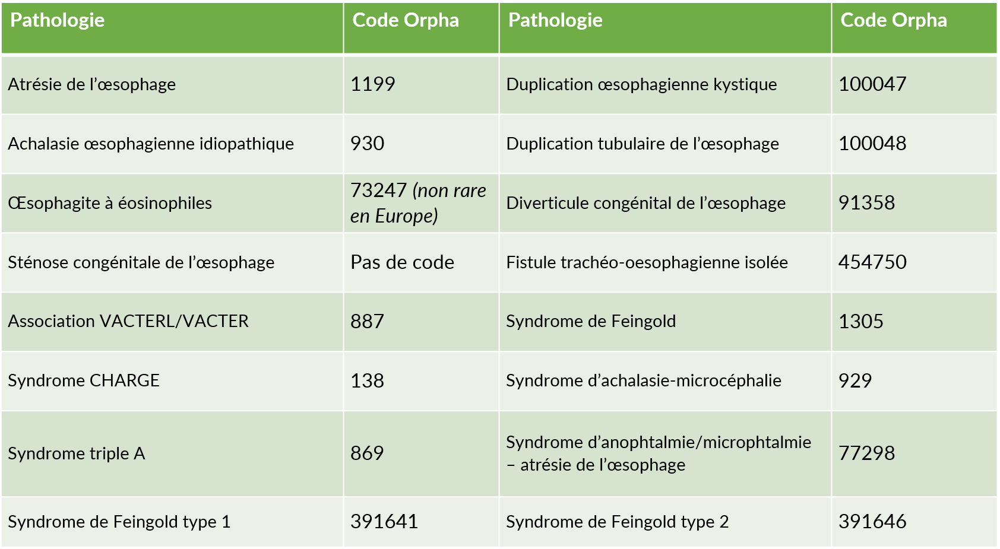 Pathologie Code Orpha Pathologie Code Orpha
Atrésie de l’œsophage 1199 Duplication œsophagienne kystique 100047
Achalasie œsophagienne idiopathique 930 Duplication tubulaire de l’œsophage 100048
Œsophagite à éosinophiles 73247 (non rare
en Europe) Diverticule congénital de l’œsophage 91358
Sténose congénitale de l’œsophage Pas de code Fistule trachéo-oesophagienne isolée 454750
Association VACTERL/VACTER 887 Syndrome de Feingold 1305
Syndrome CHARGE 138 Syndrome d’achalasie-microcéphalie 929
Syndrome triple A 869 Syndrome d’anophtalmie/microphtalmie
– atrésie de l’œsophage 77298
Syndrome de Feingold type 1 391641 Syndrome de Feingold type 2 391646